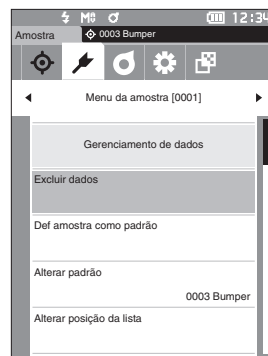 12:34
Amostra 0003 Bumper
Menu da amostra [0001]
Gerenciamento de dados
Excluir dados
Def amostra como padrão
Alterar padrão
0003 Bumper
Alterar posição da lista